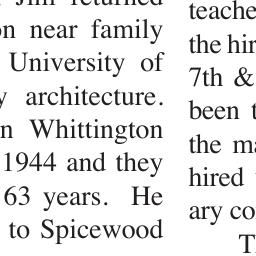 Jim returned
on near family
University of
architecture.
n Whittington
1944 and they
63 years. He
to Spicewood
teache
the hir
7th &
been t
the ma
hired
ary co
T